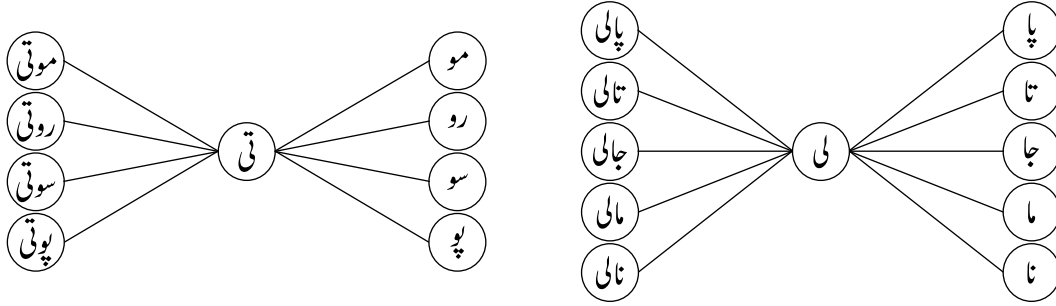 پا
تا
جا
ما
نا
لی
پالی
تالی
جالی
مالی
نالی
مو
رو
سو
پو
تی
موتی
روتی
سوتی
پوتی